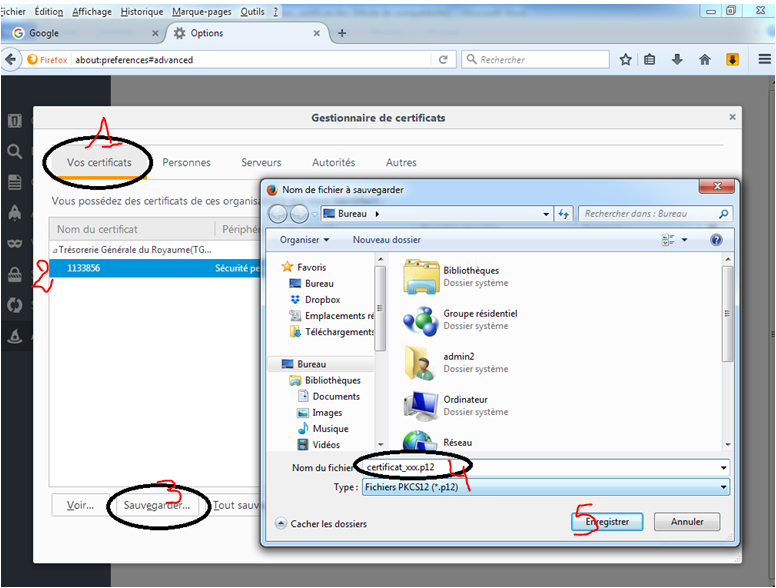 Fichier Édition Affichage Historique Marque-pages Outils ?
Google × Options × +
Firefox about:preferences#advanced Rechercher
Gestionnaire de certificats ×
1
Vos certificats Personnes Serveurs Autorités Autres
Vous possédez des certificats de ces organisa
Nom du certificat Périphér
Trésorerie Générale du Royaume(TG...
2 1133856 Sécurité pe
Nom de fichier à sauvegarder
Bureau Rechercher dans : Bureau
Organiser Nouveau dossier
Favoris
Bureau
Dropbox
Emplacements ré
Téléchargements
Bureau
Bibliothèques
Documents
Images
Musique
Vidéos
Bibliothèques
Dossier système
Groupe résidentiel
Dossier système
admin2
Dossier système
Ordinateur
Dossier système
Réseau
Nom du fichier certificat_xxx.p12
4
Type : Fichiers PKCS12 (*.p12)
3
Voir... Sauvegarder... Tout sauv
Cacher les dossiers 5 Enregistrer Annuler